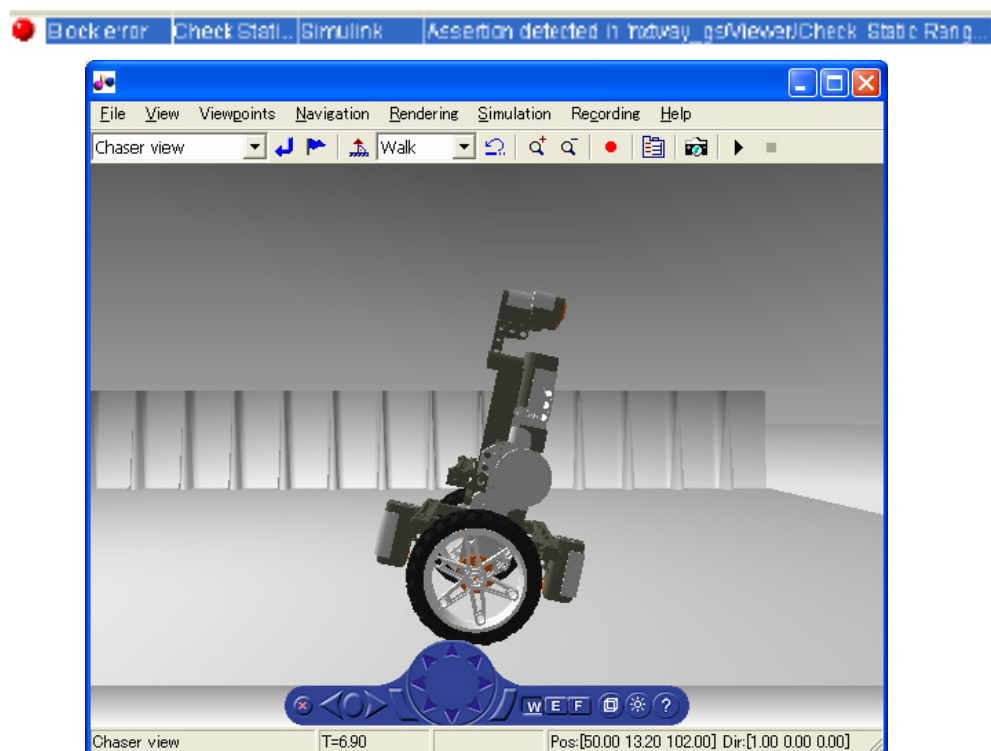 Block error Check Stati... Simulink Assertion detected in 'nxtway_gs/Viewer/Check Static Rang...
File View Viewpoints Navigation Rendering Simulation Recording Help
Chaser view Walk
W E F ?
Chaser view T=6.90 Pos:[50.00 13.20 102.00] Dir:[1.00 0.00 0.00]